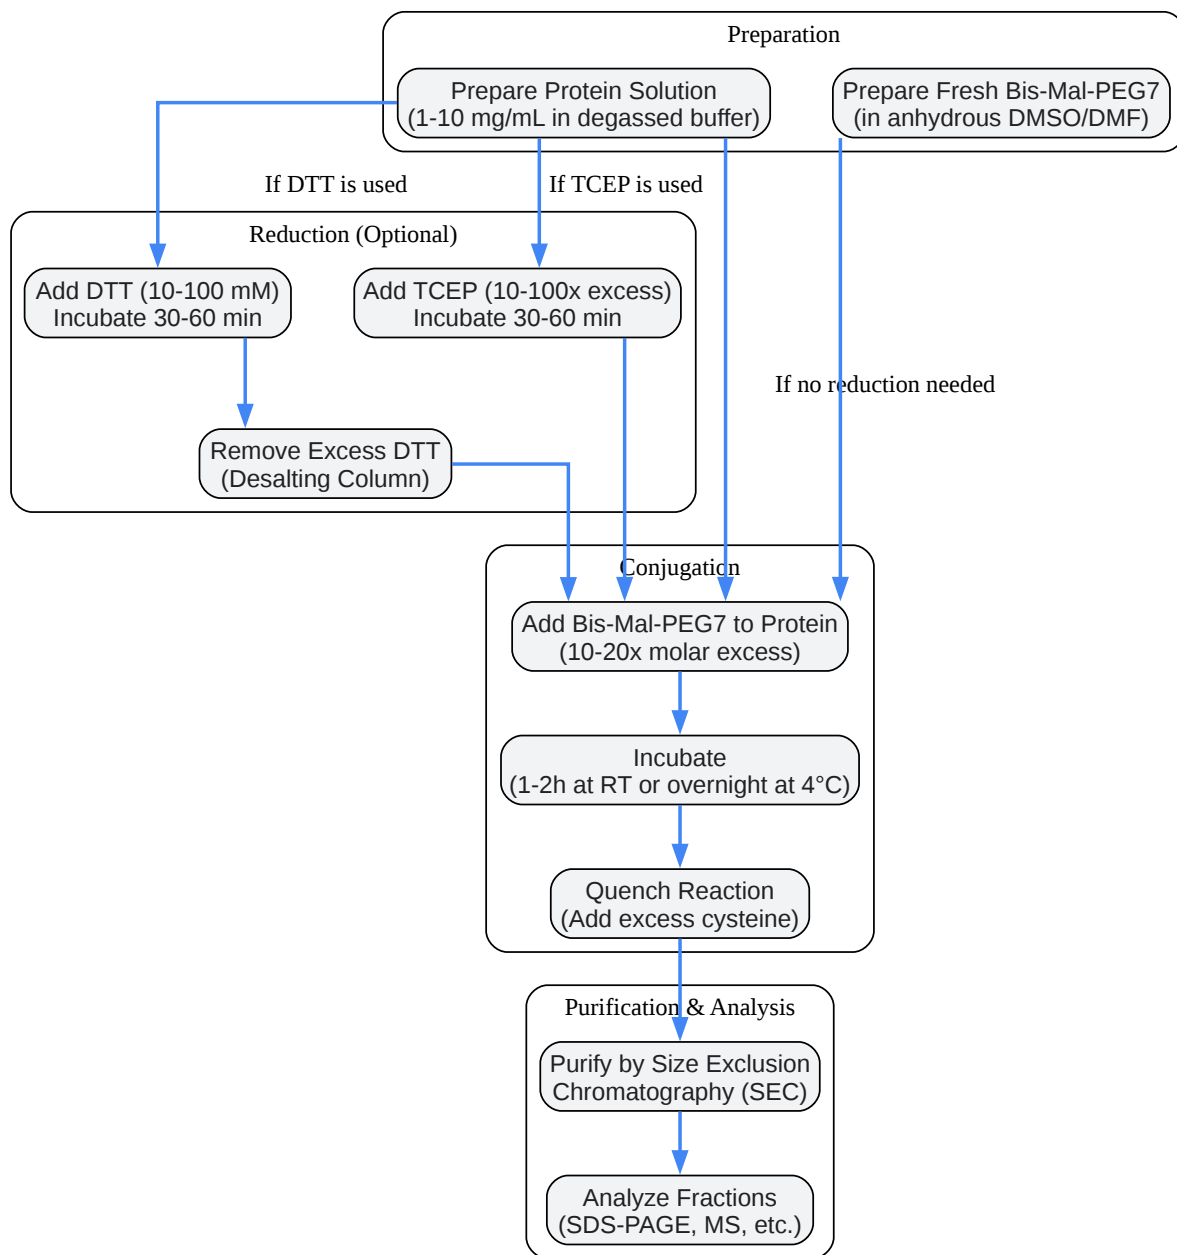 Preparation
Prepare Protein Solution
(1-10 mg/mL in degassed buffer)
Prepare Fresh Bis-Mal-PEG7
(in anhydrous DMSO/DMF)
If DTT is used
If TCEP is used
Reduction (Optional)
Add DTT (10-100 mM)
Incubate 30-60 min
Add TCEP (10-100x excess)
Incubate 30-60 min
If no reduction needed
Remove Excess DTT
(Desalting Column)
Conjugation
Add Bis-Mal-PEG7 to Protein
(10-20x molar excess)
Incubate
(1-2h at RT or overnight at 4°C)
Quench Reaction
(Add excess cysteine)
Purification & Analysis
Purify by Size Exclusion
Chromatography (SEC)
Analyze Fractions
(SDS-PAGE, MS, etc.)